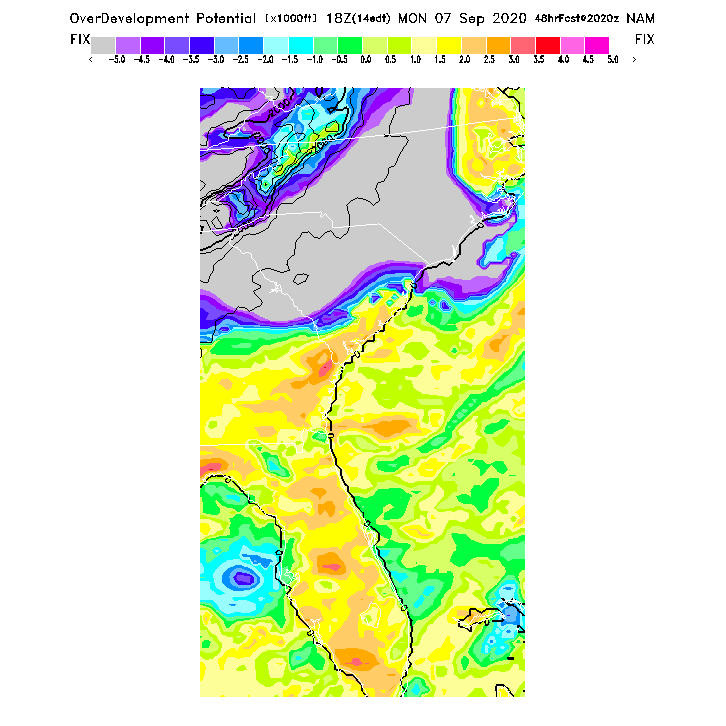 OverDevelopment Potential [x1000ft] 18Z(14edt) MON 07 Sep 2020 48hrFcst@2020z NAM
FIX FIX
< -5.0 -4.5 -4.0 -3.5 -3.0 -2.5 -2.0 -1.5 -1.0 -0.5 0.0 0.5 1.0 1.5 2.0 2.5 3.0 3.5 4.0 4.5 5.0 >